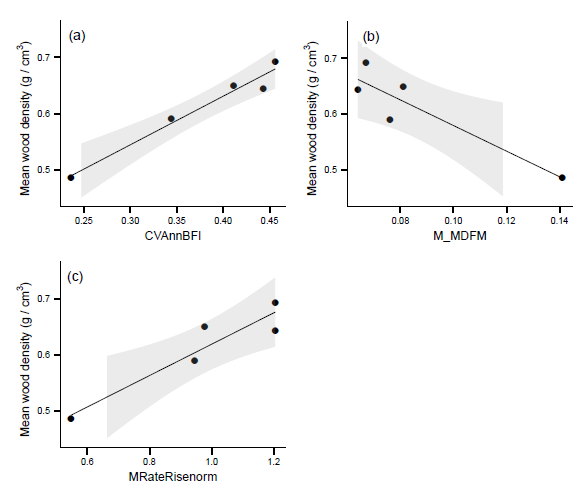 (a)
Mean wood density (g / cm³)
0.7
0.6
0.5
0.25 0.30 0.35 0.40 0.45
CVAnnBFI
(b)
Mean wood density (g / cm³)
0.7
0.6
0.5
0.08 0.10 0.12 0.14
M_MDFM
(c)
Mean wood density (g / cm³)
0.7
0.6
0.5
0.6 0.8 1.0 1.2
MRateRisenorm